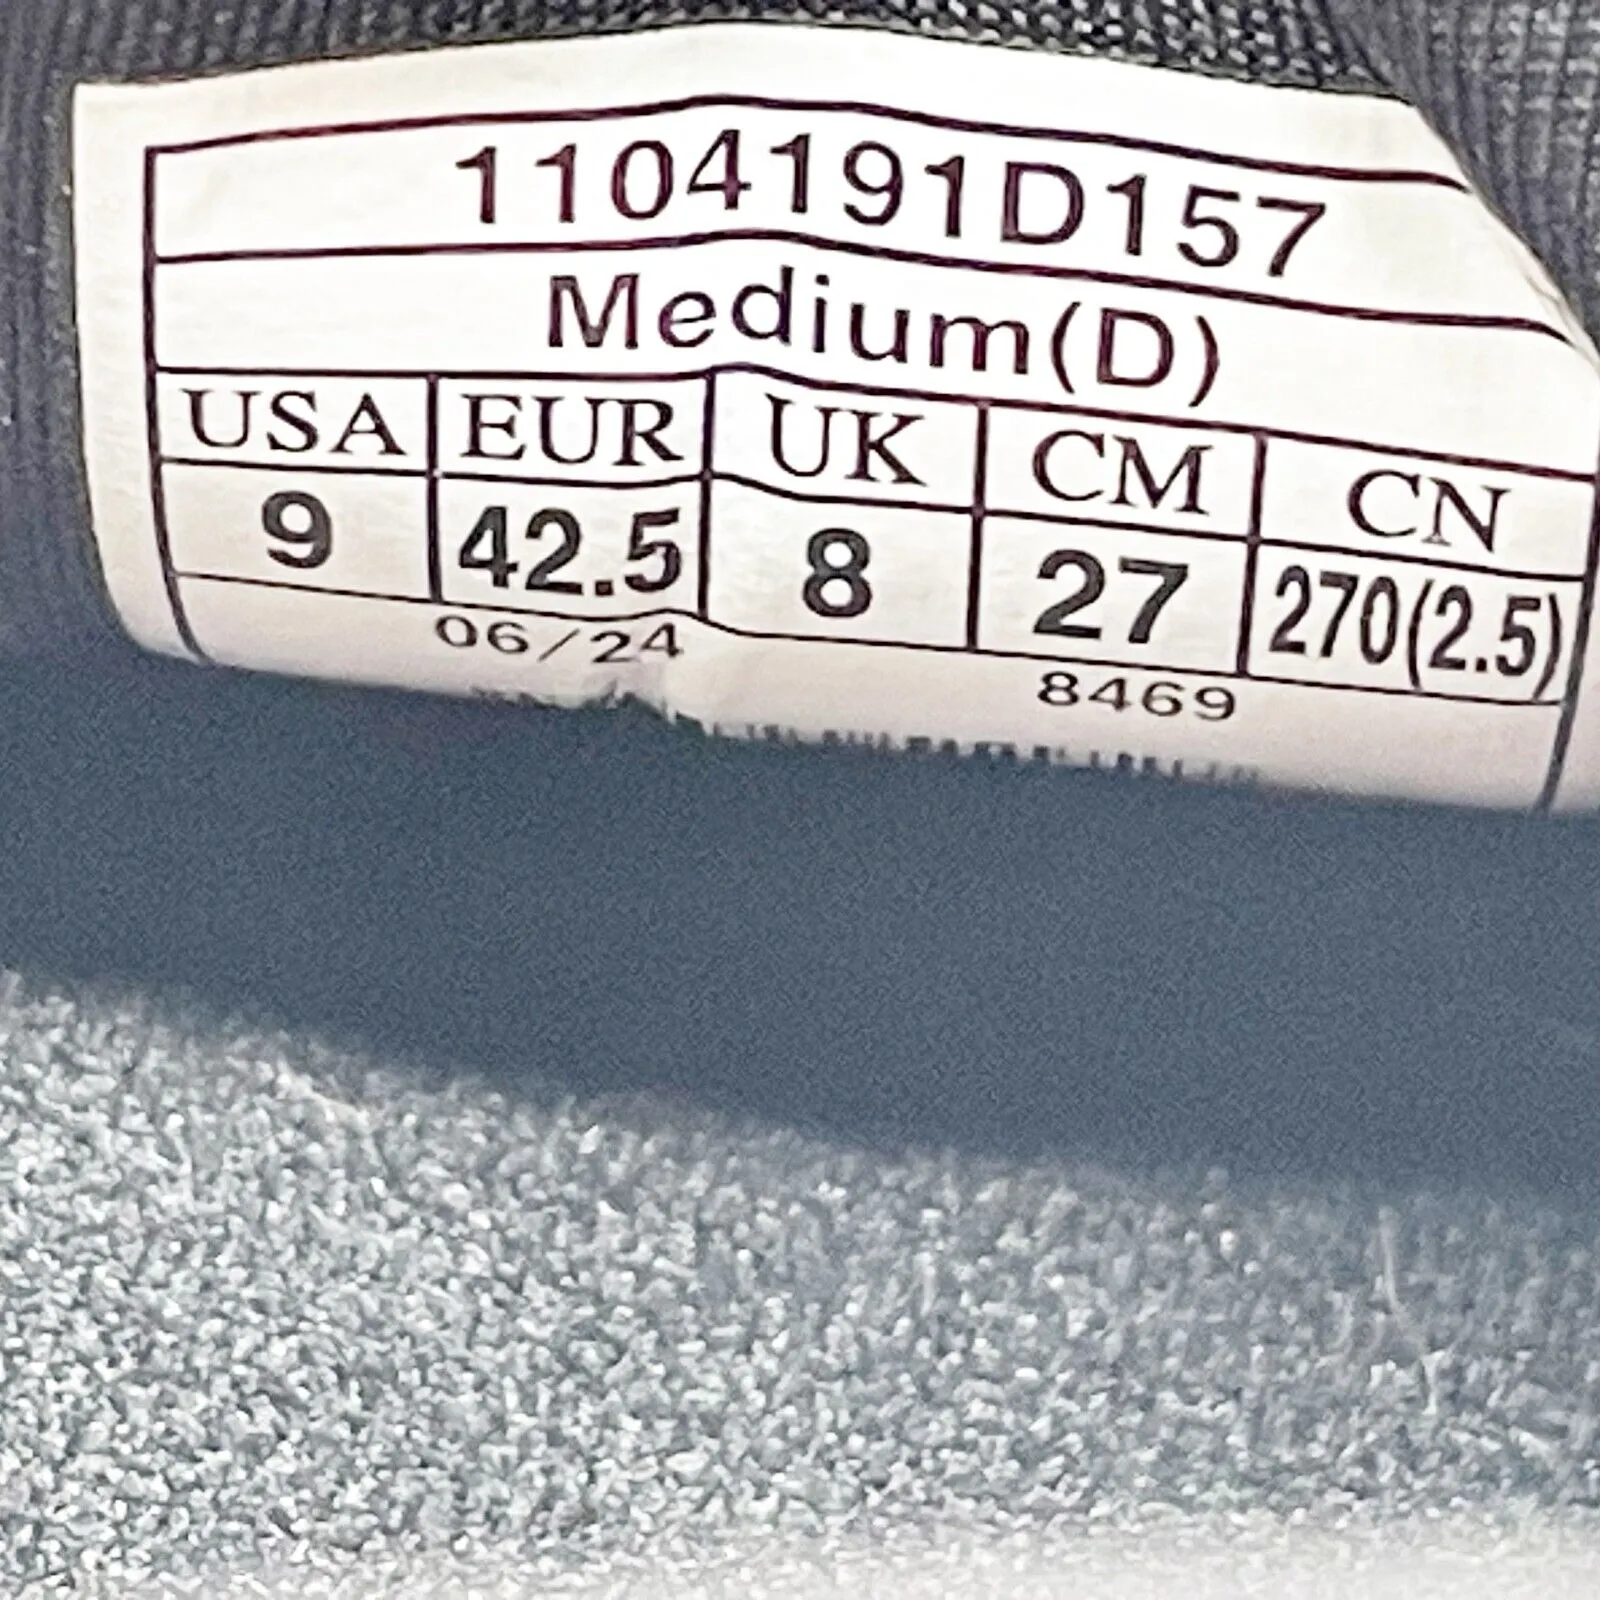 1104191D157
Medium(D)
USA EUR UK CM CN
9 42.5 8 27 270(2.5)
06/24 8469